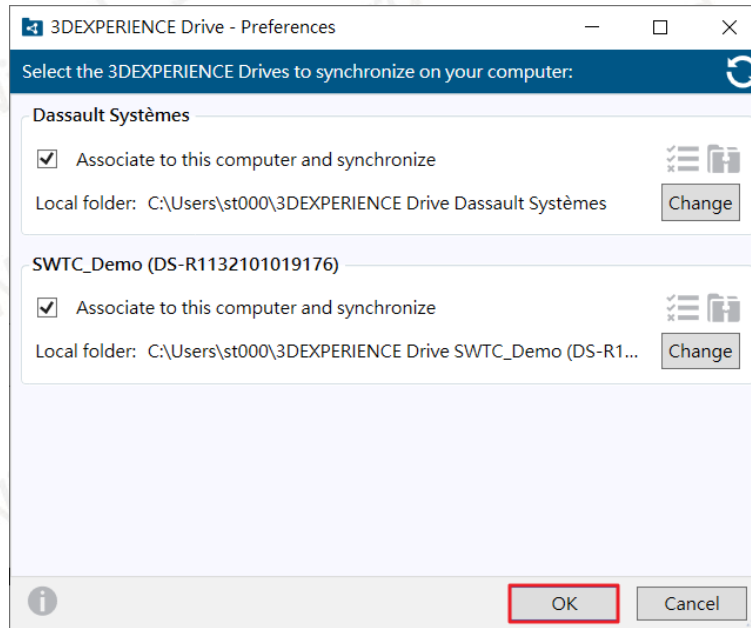 3DEXPERIENCE Drive - Preferences
Select the 3DEXPERIENCE Drives to synchronize on your computer:
Dassault Systèmes
Associate to this computer and synchronize
Local folder: C:\Users\st000\3DEXPERIENCE Drive Dassault Systèmes
Change
SWTC_Demo (DS-R1132101019176)
Associate to this computer and synchronize
Local folder: C:\Users\st000\3DEXPERIENCE Drive SWTC_Demo (DS-R1...
Change
OK
Cancel